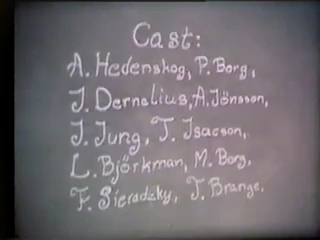 Cast:
A. Hedenskog, P. Borg,
J. Dernelius, A. Jönsson,
J. Jung, T. Isacson,
L. Björkman, M. Borg,
F. Sieradzky, J. Brange.